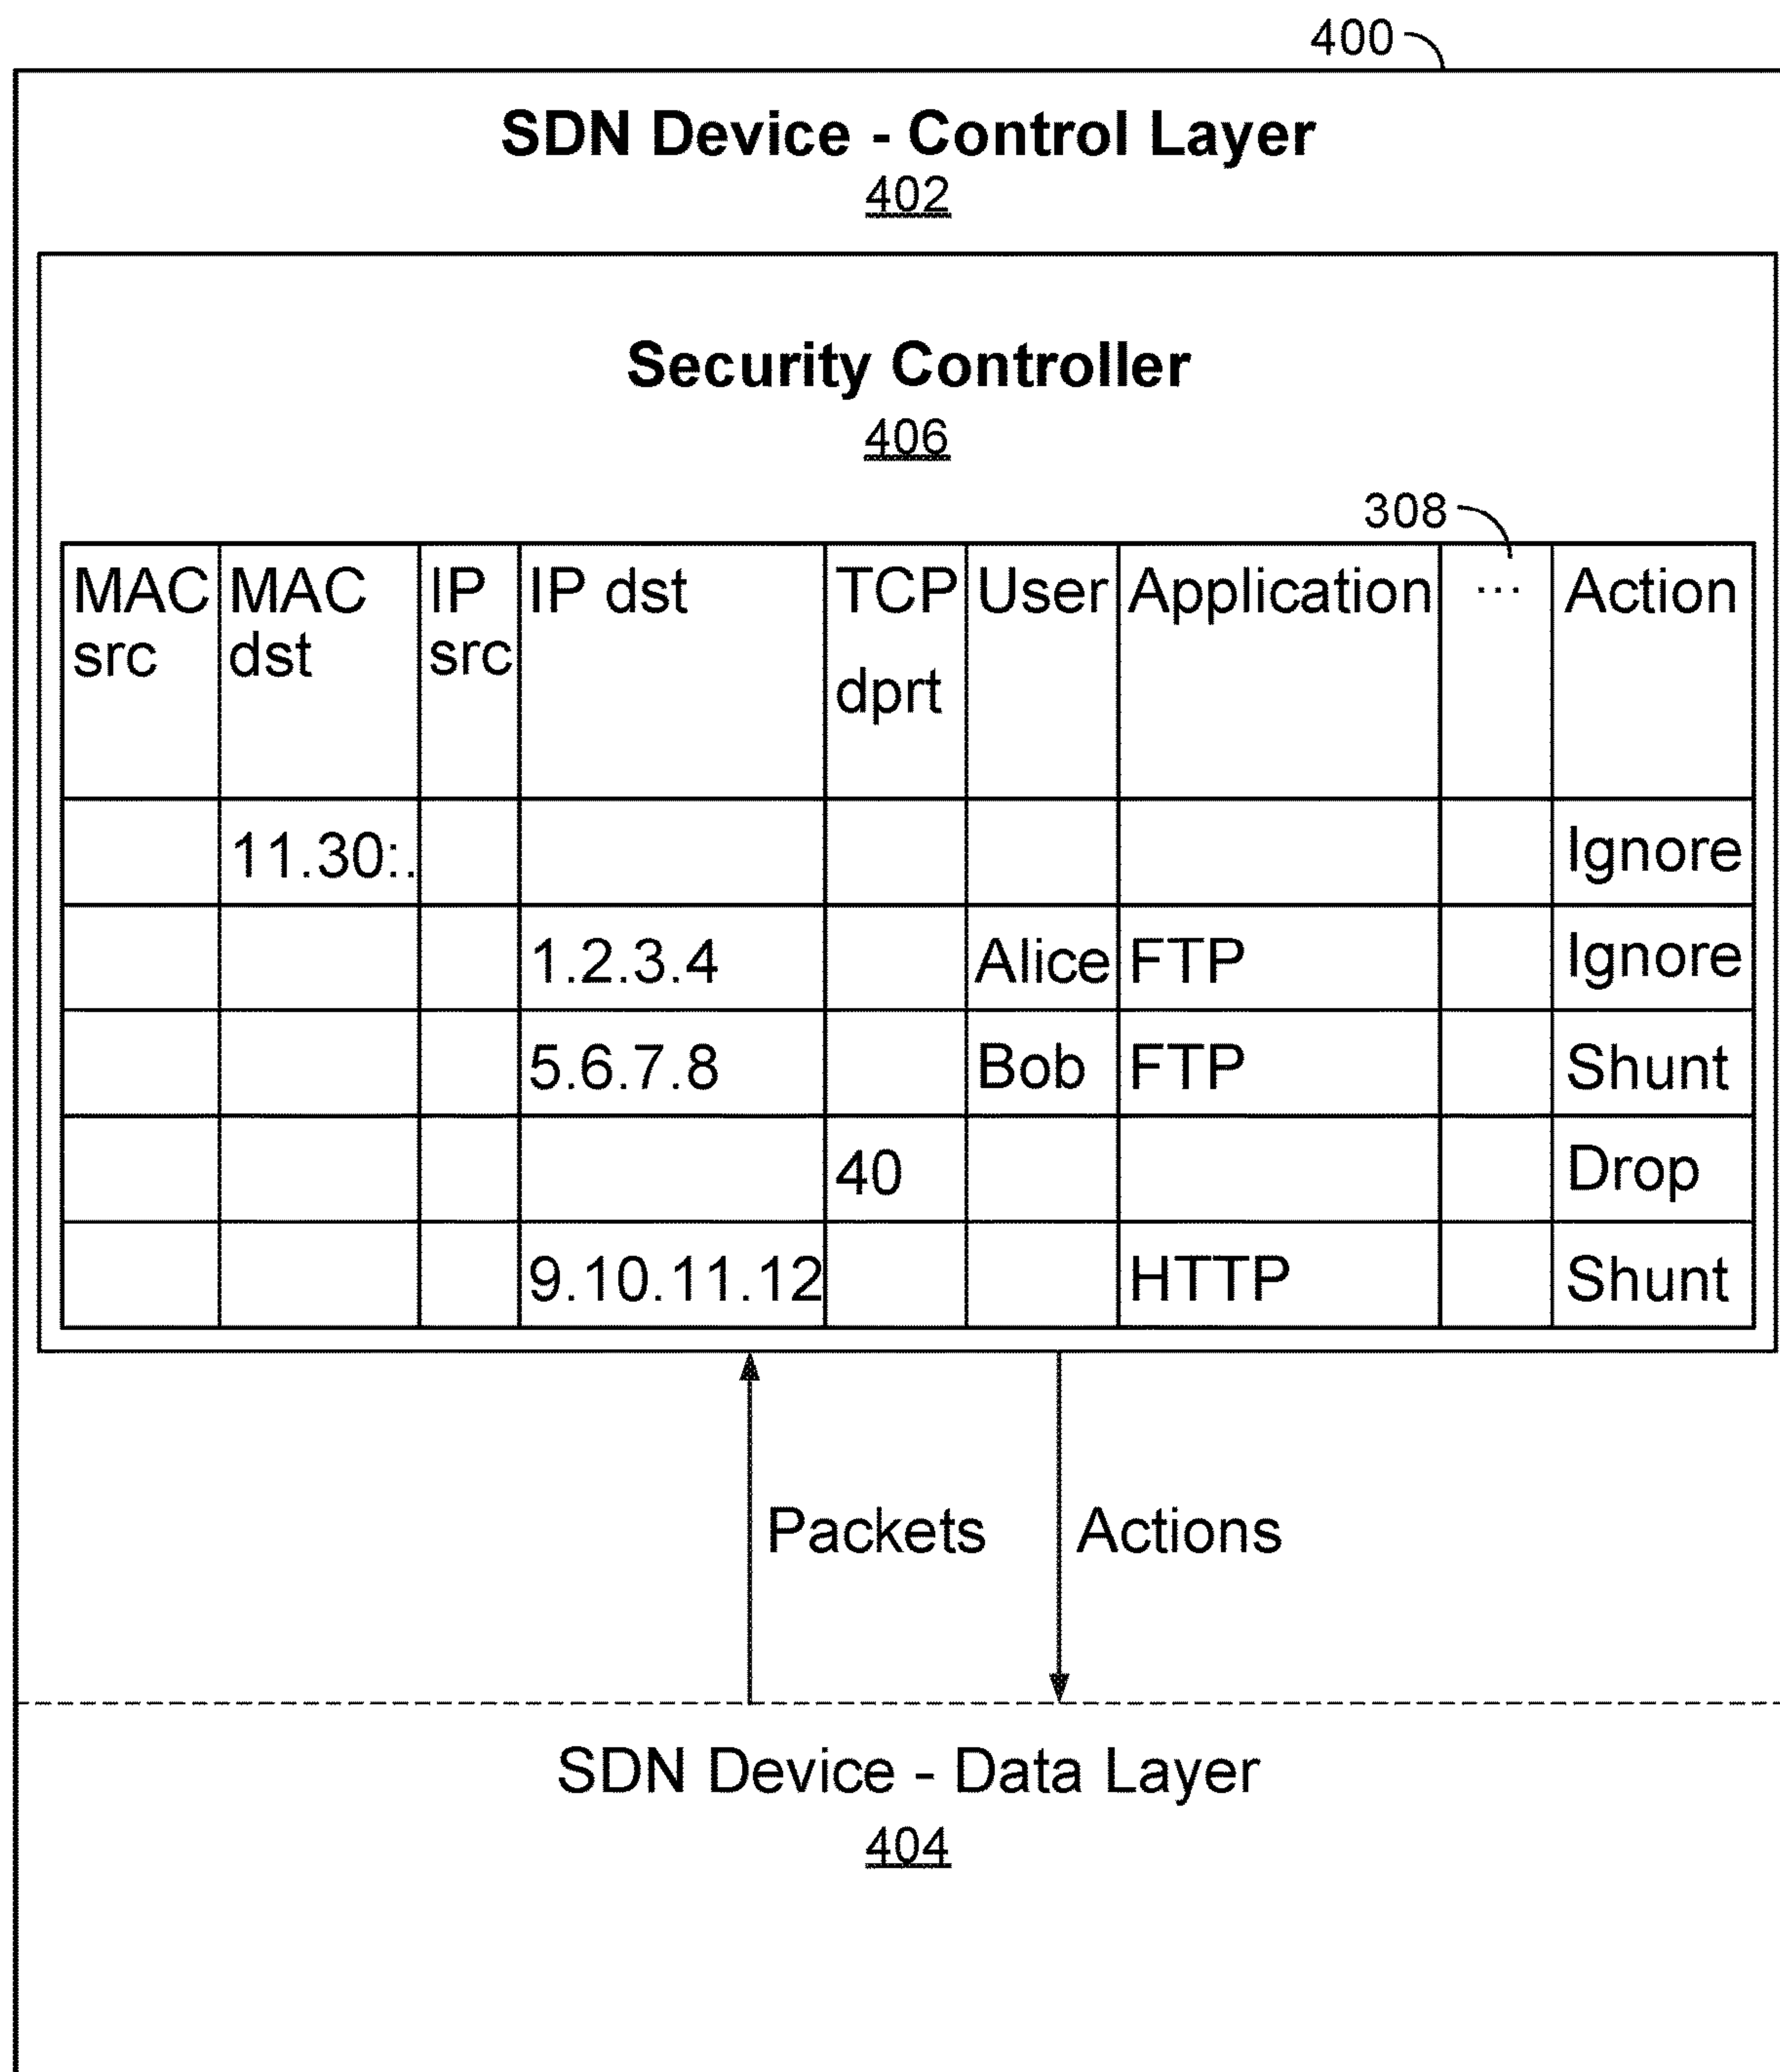 400
SDN Device - Control Layer
402
Security Controller
406
308
MAC src MAC dst IP src IP dst TCP dprt User Application ... Action
11.30:. Ignore
1.2.3.4 Alice FTP Ignore
5.6.7.8 Bob FTP Shunt
40 Drop
9.10.11.12 HTTP Shunt
Packets Actions
SDN Device - Data Layer
404